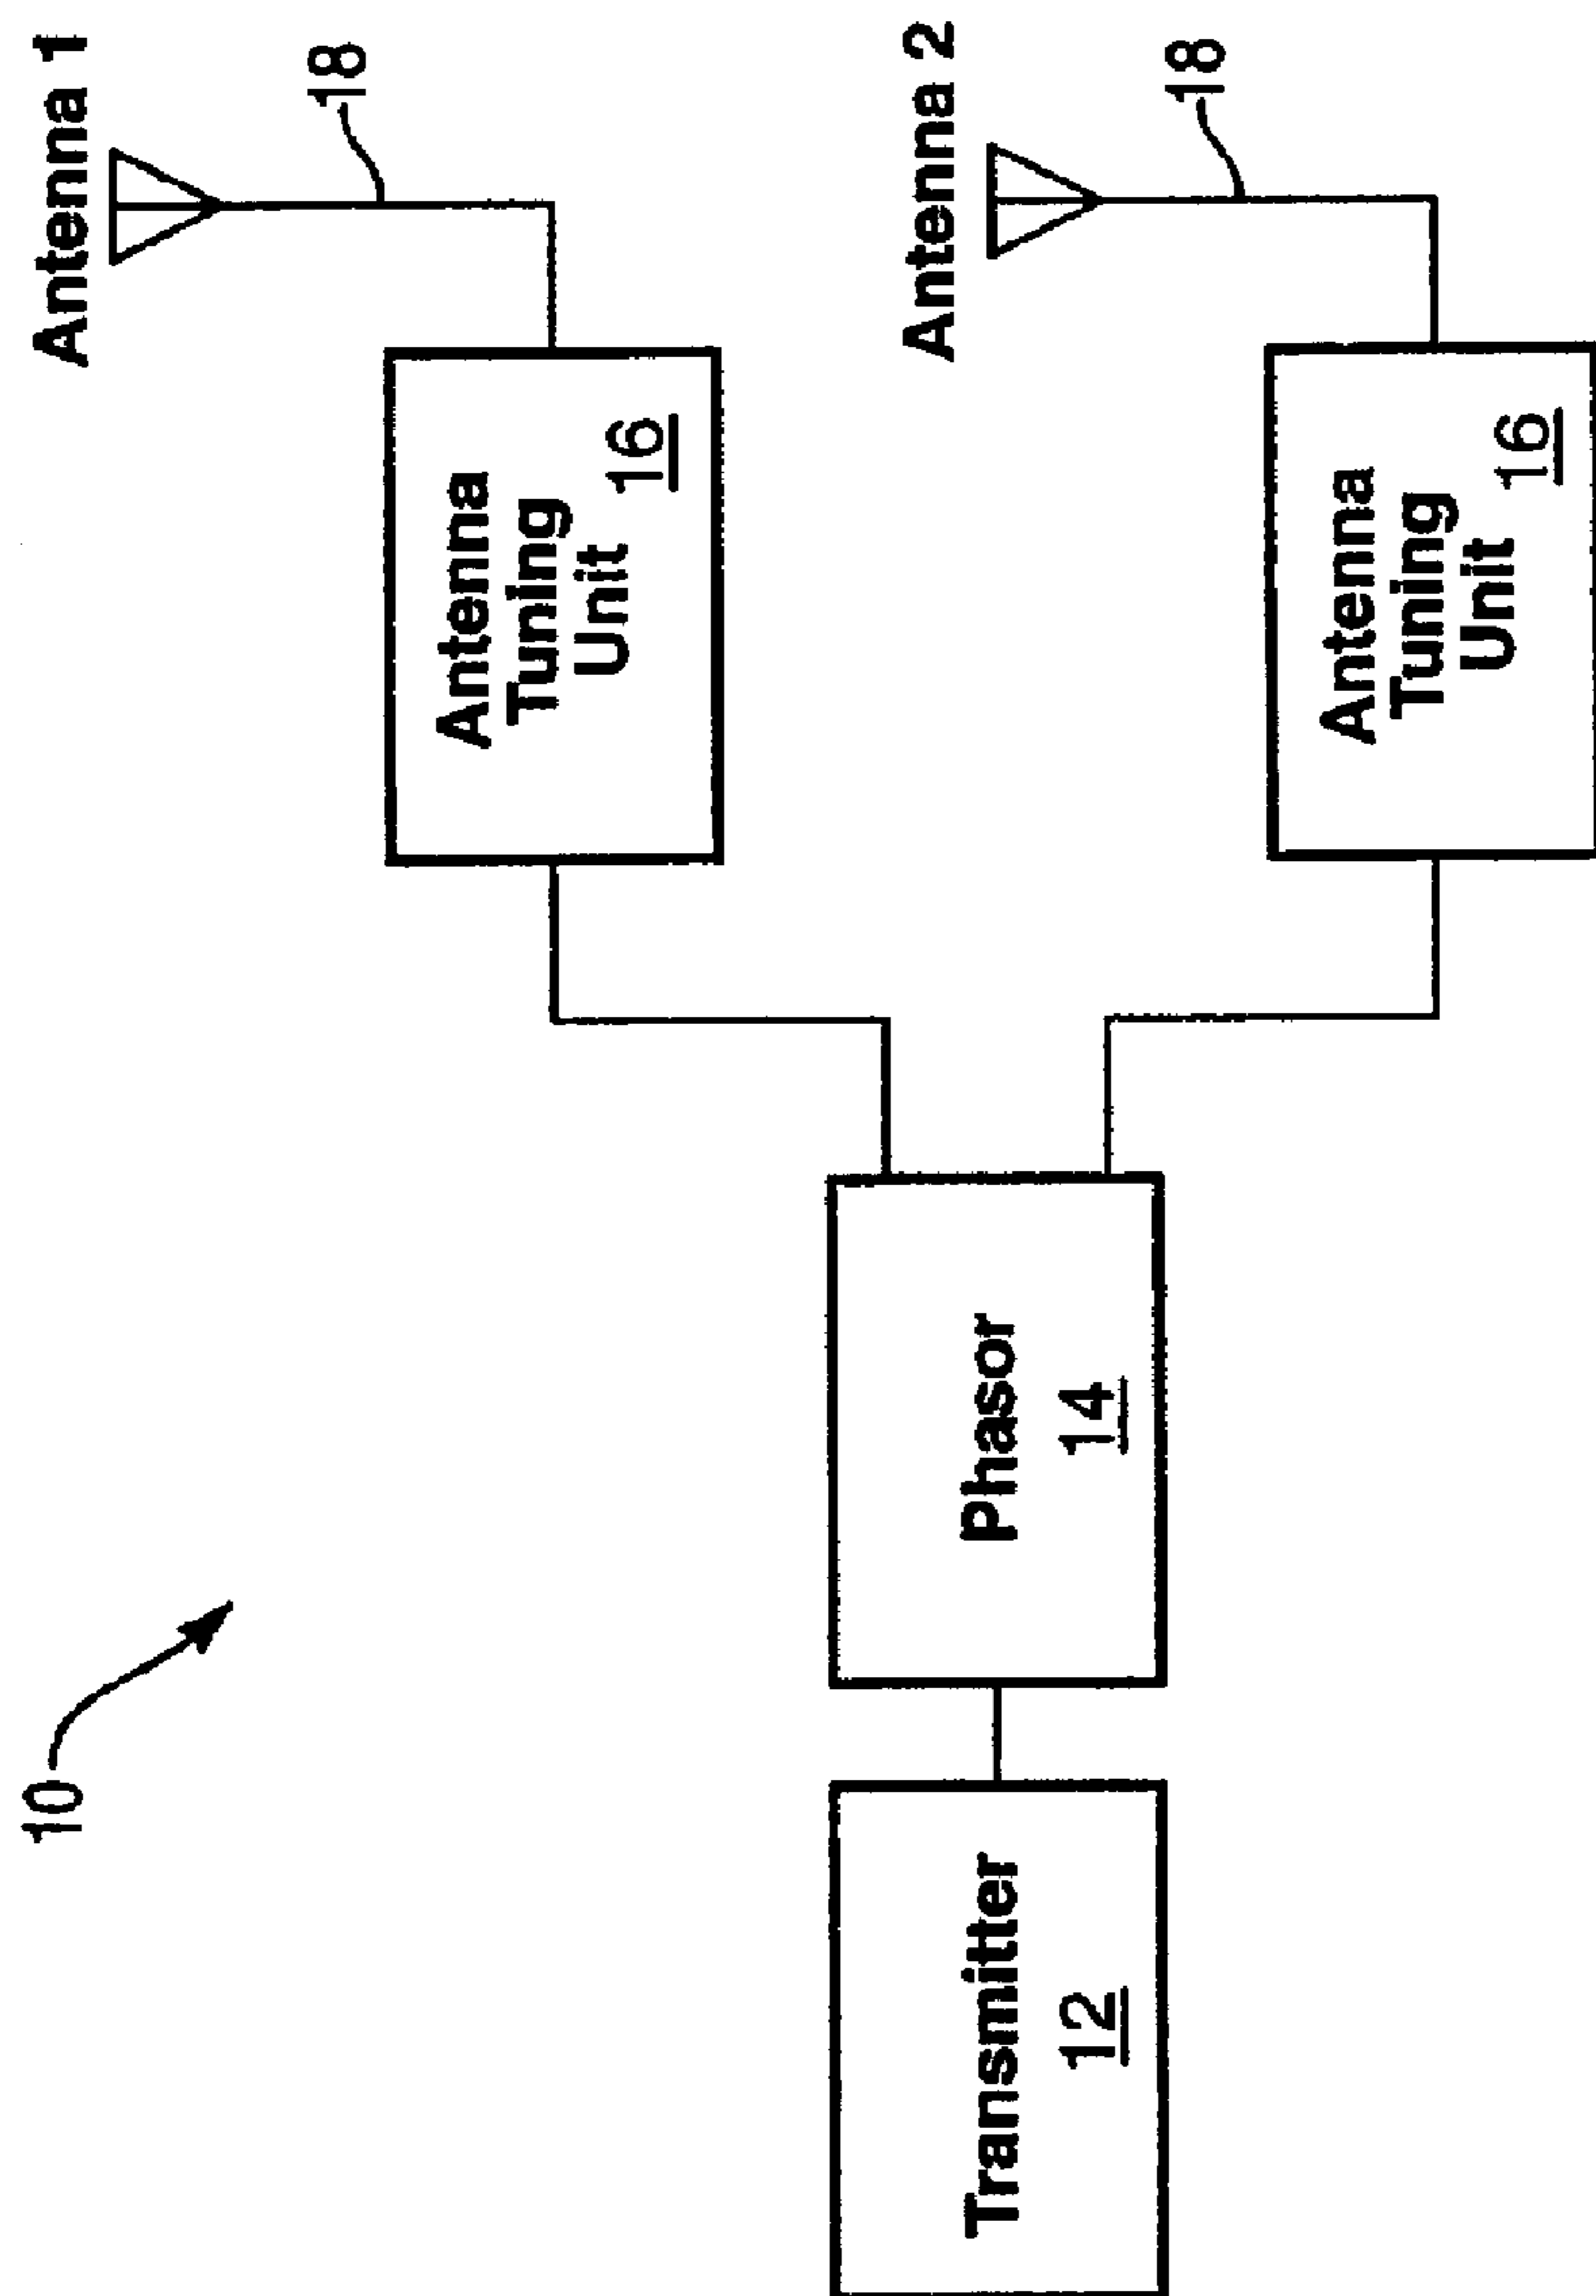 10
Antenna 1
18
Antenna
Tuning
Unit
16
Antenna 2
18
Antenna
Tuning
Unit
16
Phasor
14
Transmitter
12